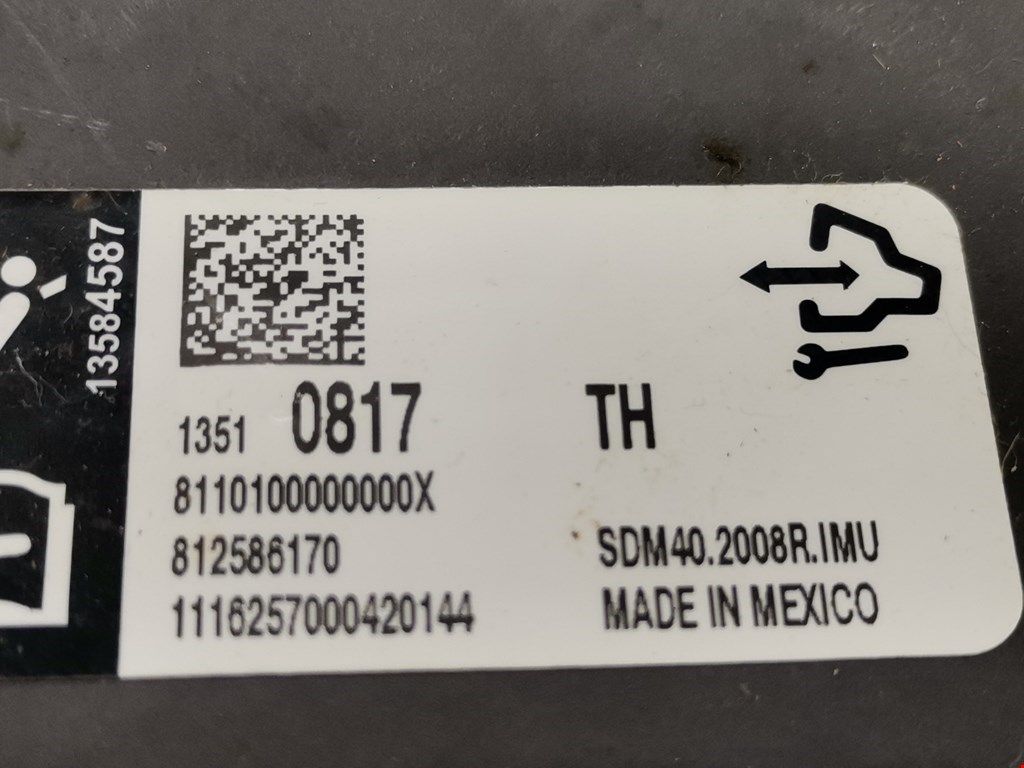 13584587
1351 0817 TH
8110100000000X
812586170 SDM40.2008R.IMU
1116257000420144 MADE IN MEXICO